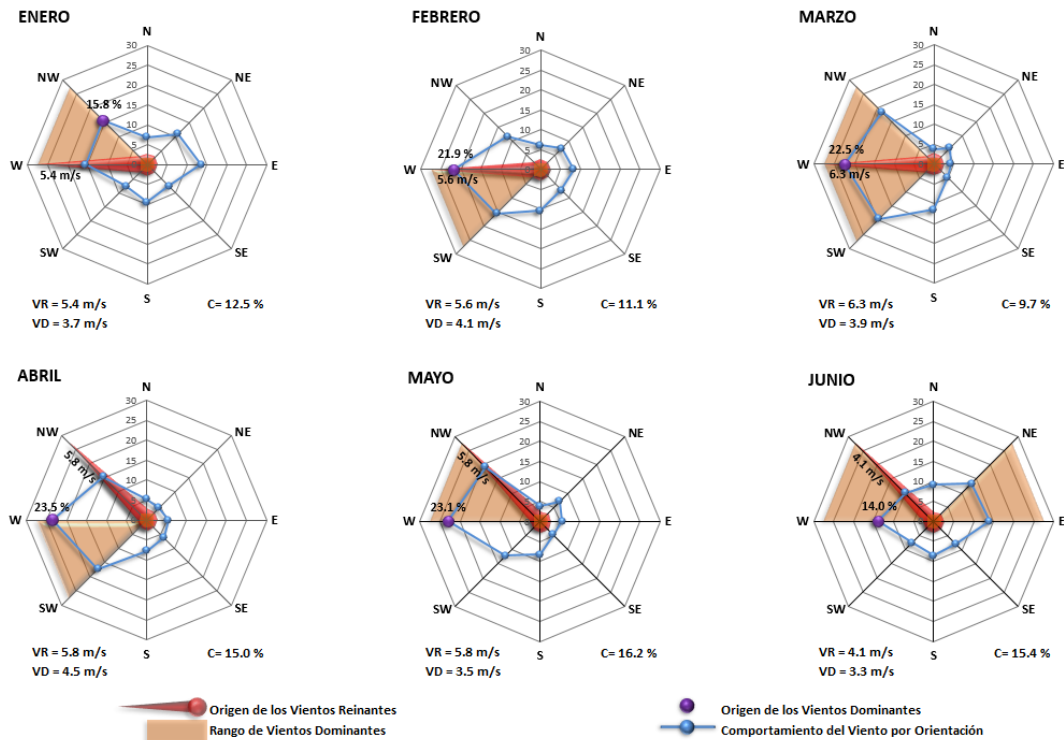 ENERO
N
30
25
20
15
10
5
0
NW
NE
W
E
SW
SE
S
15.8 %
5.4 m/s
VR = 5.4 m/s
VD = 3.7 m/s
C= 12.5 %
FEBRERO
N
30
25
20
15
10
5
NW
NE
W
E
SW
SE
S
21.9 %
5.6 m/s
VR = 5.6 m/s
VD = 4.1 m/s
C= 11.1 %
MARZO
N
30
25
20
15
10
5
0
NW
NE
W
E
SW
SE
S
22.5 %
6.3 m/s
VR = 6.3 m/s
VD = 3.9 m/s
C= 9.7 %
ABRIL
N
30
25
20
15
10
5
NW
NE
W
E
SW
SE
S
5.8 m/s
23.5 %
VR = 5.8 m/s
VD = 4.5 m/s
C= 15.0 %
MAYO
N
30
25
20
15
10
5
NW
NE
W
E
SW
SE
S
5.8 m/s
23.1 %
VR = 5.8 m/s
VD = 3.5 m/s
C= 16.2 %
JUNIO
N
30
25
20
15
10
5
NW
NE
W
E
SW
SE
S
4.1 m/s
14.0 %
VR = 4.1 m/s
VD = 3.3 m/s
C= 15.4 %
Origen de los Vientos Reinantes
Rango de Vientos Dominantes
Origen de los Vientos Dominantes
Comportamiento del Viento por Orientación